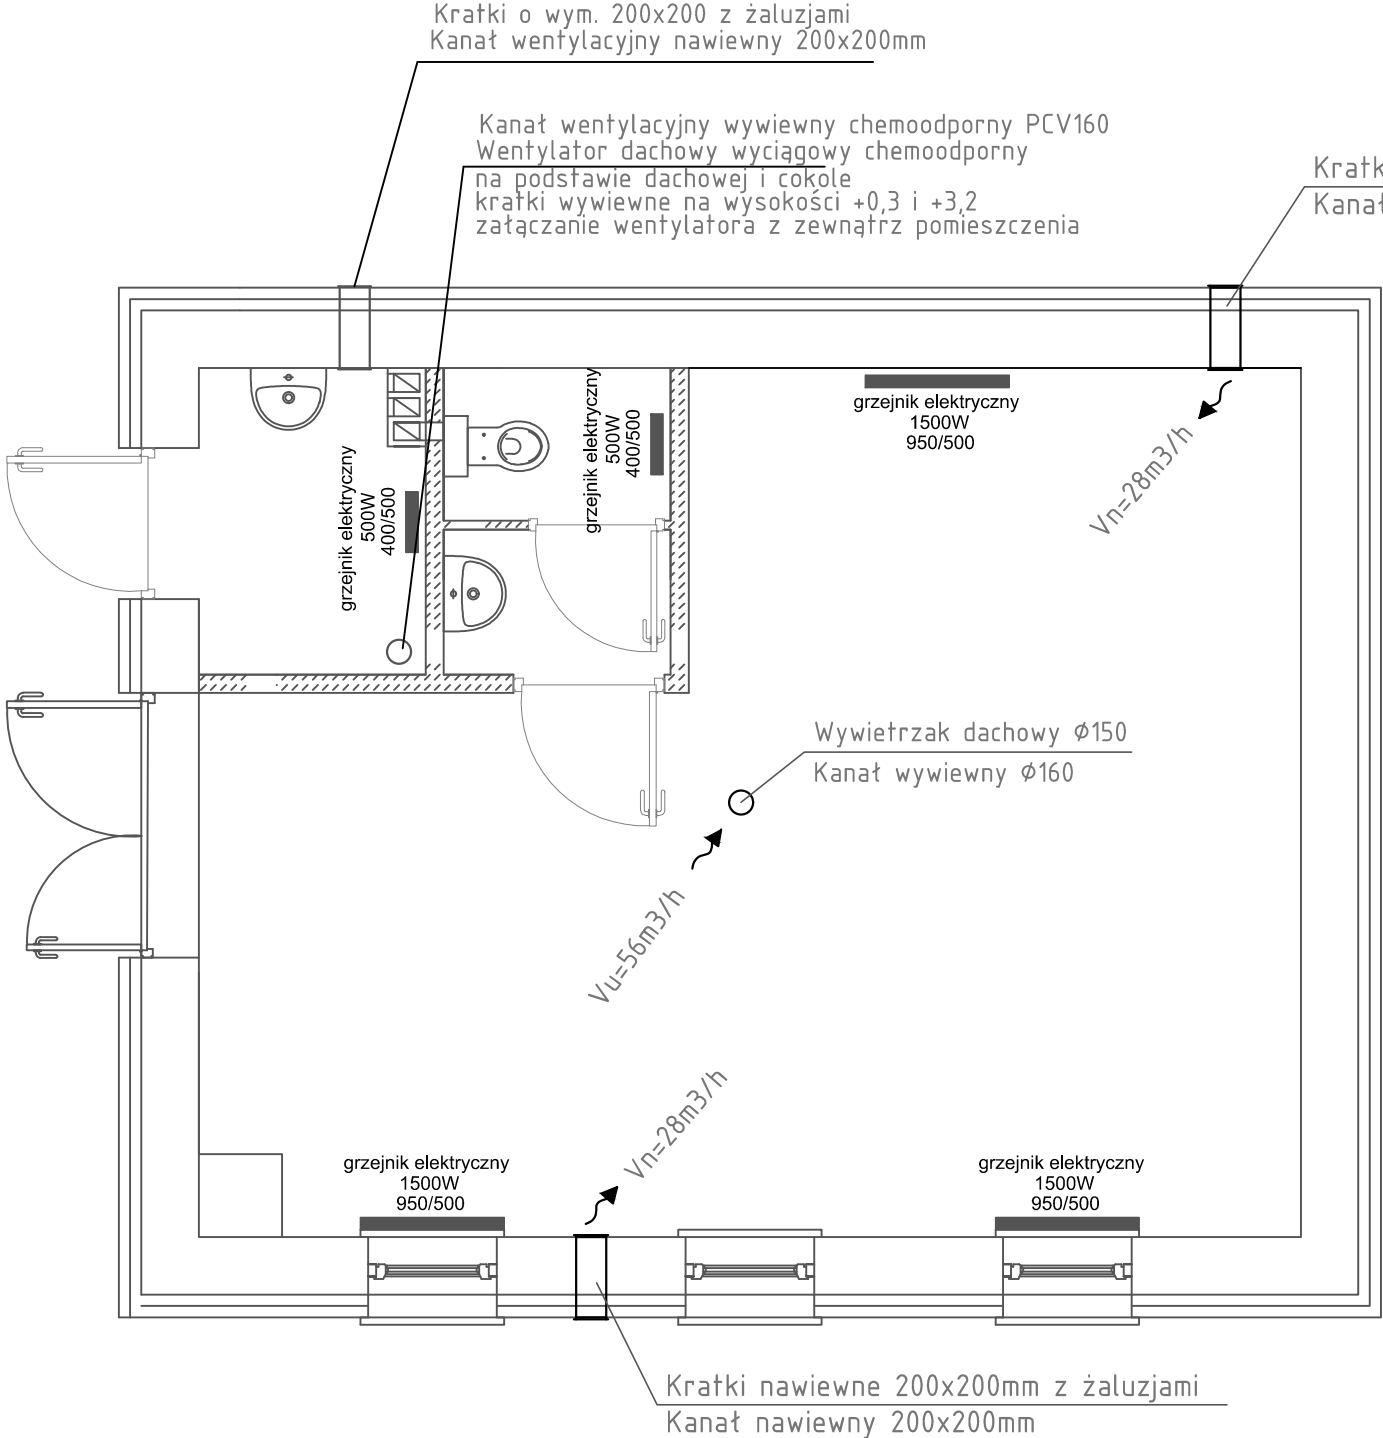 Kratki o wym. 200x200 z żaluzjami
Kanał wentylacyjny nawiewny 200x200mm
Kanał wentylacyjny wywiewny chemoodporny PCV160
Wentylator dachowy wyciągowy chemoodporny
na podstawie dachowej i cokole
kratki wywiewne na wysokości +0,3 i +3,2
załączanie wentylatora z zewnątrz pomieszczenia
Kratk
Kanał
grzejnik elektryczny
500W
400/500
grzejnik elektryczny
500W
400/500
grzejnik elektryczny
1500W
950/500
Vn=28m3/h
Wywietrzak dachowy Ø150
Kanał wywiewny Ø160
Vu=56m3/h
Vn=28m3/h
grzejnik elektryczny
1500W
950/500
grzejnik elektryczny
1500W
950/500
Kratki nawiewne 200x200mm z żaluzjami
Kanał nawiewny 200x200mm